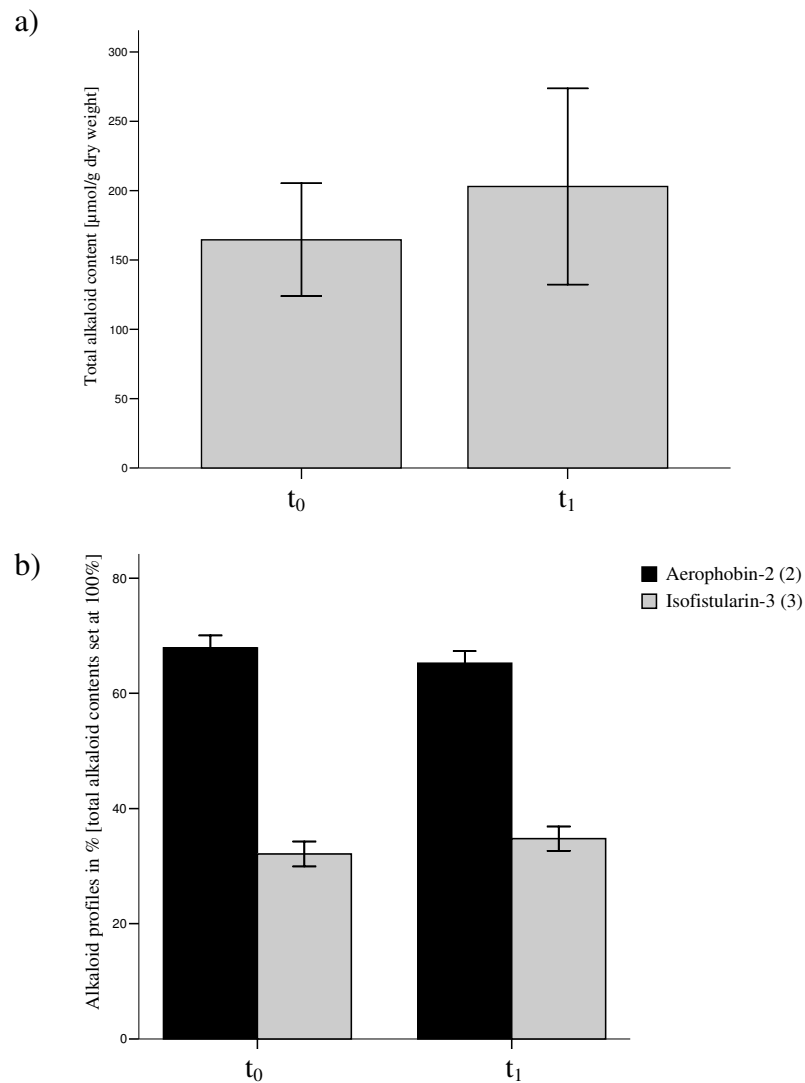 a)
Total alkaloid content [µmol/g dry weight]
300
250
200
150
100
50
0
t₀ t₁
b)
Alkaloid profiles in % [total alkaloid contents set at 100%]
80
60
40
20
0
Aerophobin-2 (2)
Isofistularin-3 (3)
t₀ t₁